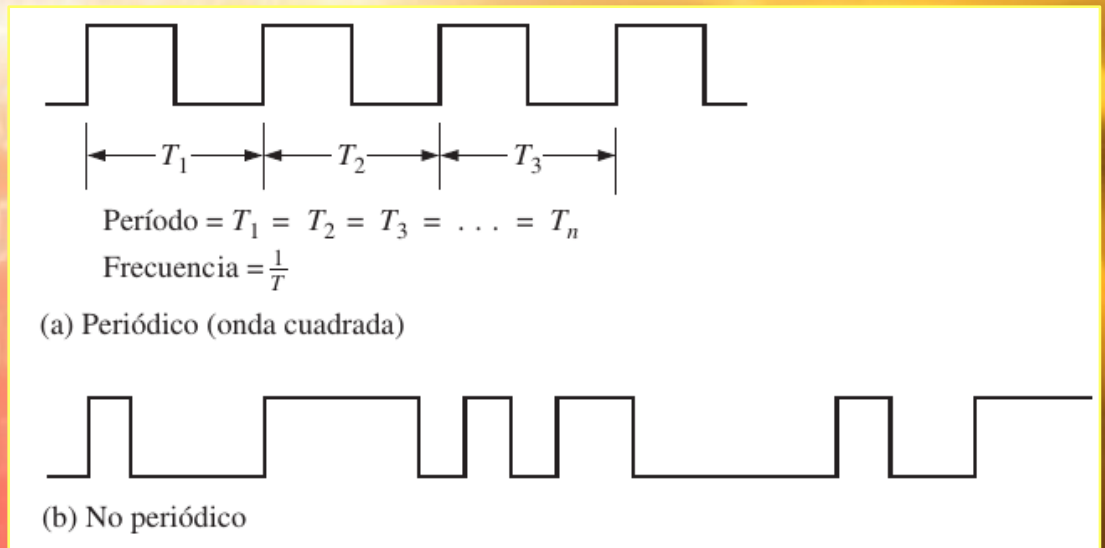 T₁ T₂ T₃
Período = T₁ = T₂ = T₃ = . . . = Tₙ
Frecuencia = 1/T
(a) Periódico (onda cuadrada)
(b) No periódico